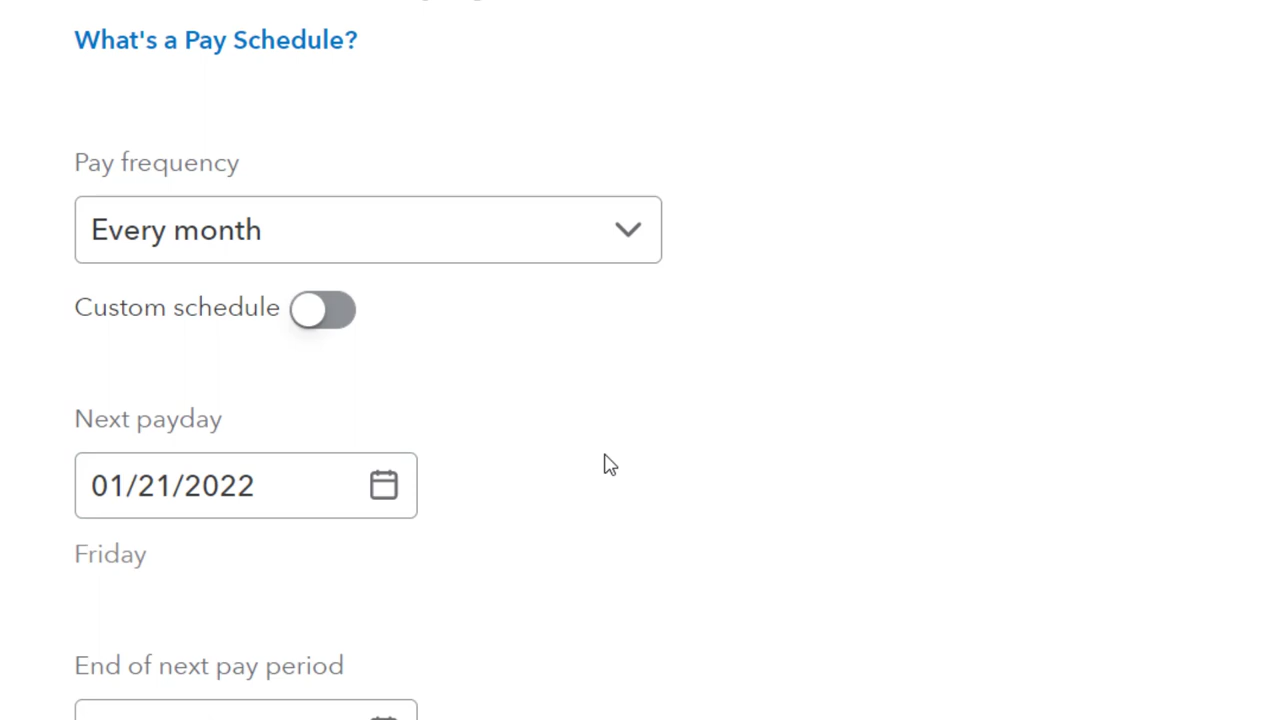 What's a Pay Schedule?
Pay frequency
Every month
Custom schedule
Next payday
01/21/2022
Friday
End of next pay period